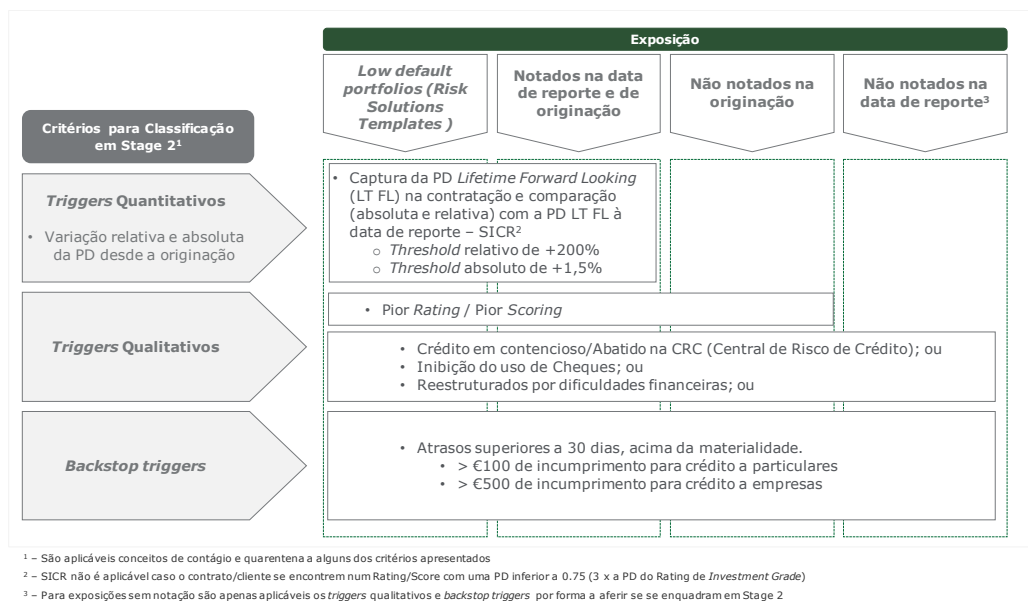 Exposição
Low default
portfolios (Risk
Solutions
Templates )
Notados na data
de reporte e de
originação
Não notados na
originação
Não notados na
data de reporte³
Critérios para Classificação
em Stage 2¹
Triggers Quantitativos
• Variação relativa e absoluta
da PD desde a originação
• Captura da PD Lifetime Forward Looking
(LT FL) na contratação e comparação
(absoluta e relativa) com a PD LT FL à
data de reporte – SICR²
o Threshold relativo de +200%
o Threshold absoluto de +1,5%
Triggers Qualitativos
• Pior Rating / Pior Scoring
• Crédito em contencioso/Abatido na CRC (Central de Risco de Crédito); ou
• Inibição do uso de Cheques; ou
• Reestruturados por dificuldades financeiras; ou
Backstop triggers
• Atrasos superiores a 30 dias, acima da materialidade.
• > €100 de incumprimento para crédito a particulares
• > €500 de incumprimento para crédito a empresas
¹ – São aplicáveis conceitos de contágio e quarentena a alguns dos critérios apresentados
² – SICR não é aplicável caso o contrato/cliente se encontrem num Rating/Score com uma PD inferior a 0.75 (3 x a PD do Rating de Investment Grade)
³ – Para exposições sem notação são apenas aplicáveis os triggers qualitativos e backstop triggers por forma a aferir se se enquadram em Stage 2